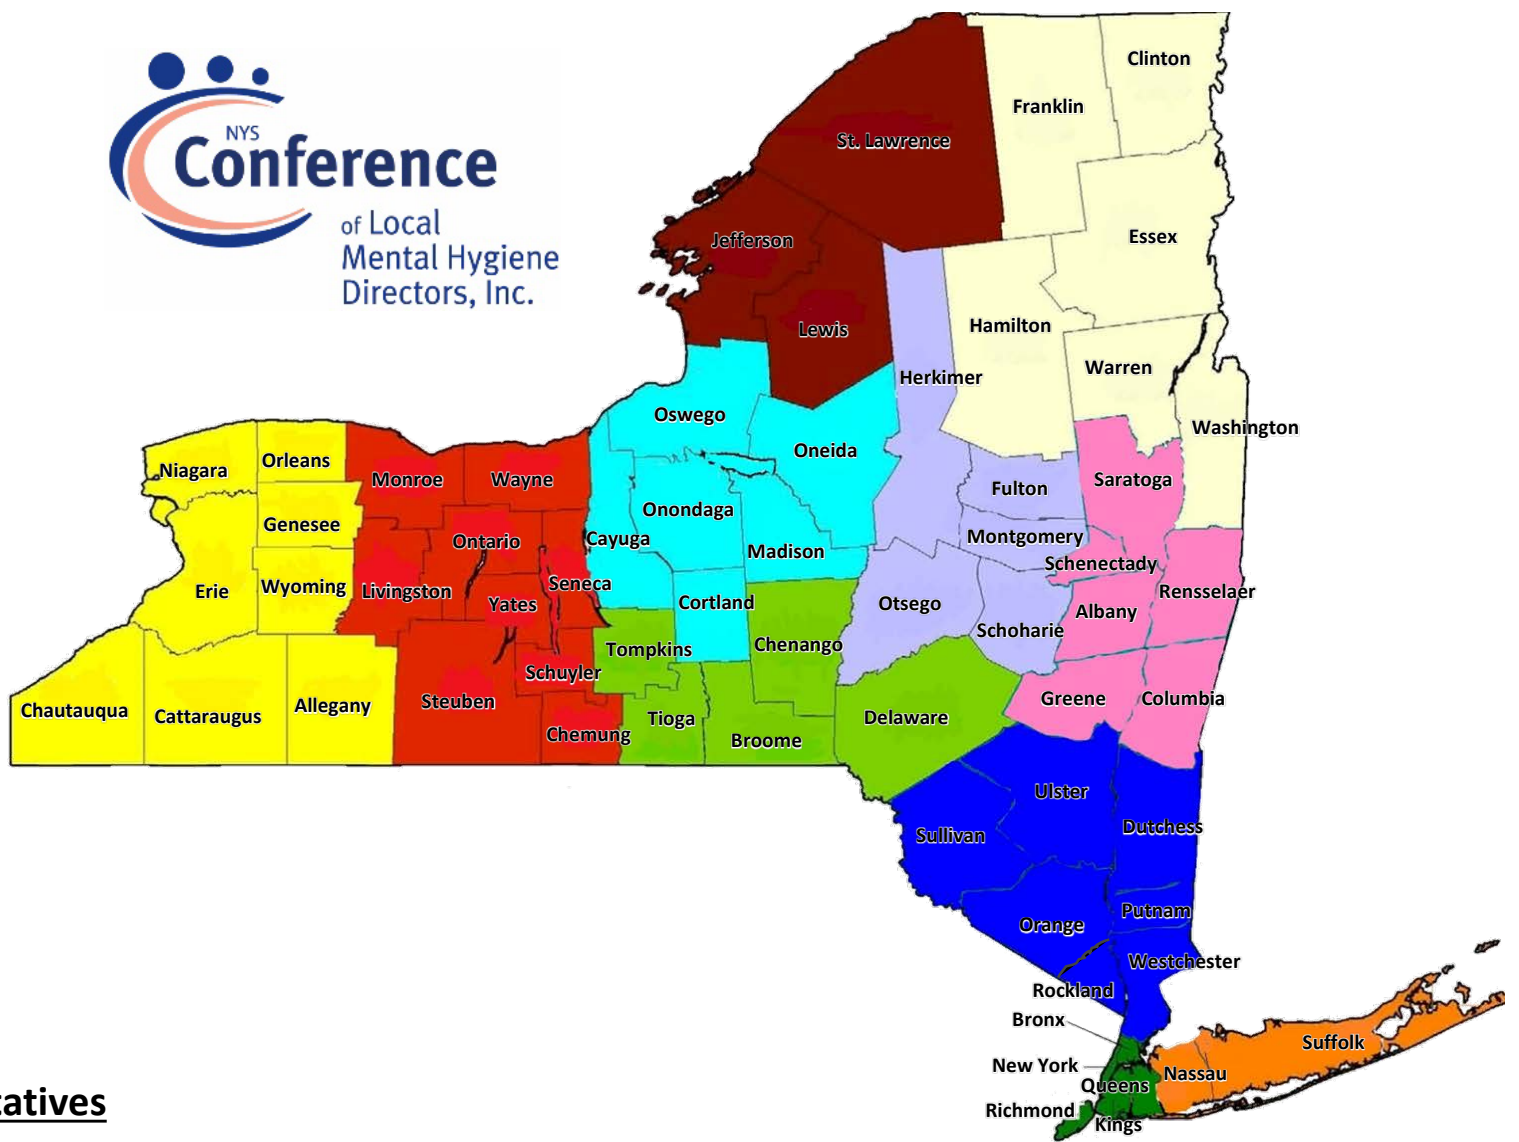 NYS
Conference
of Local
Mental Hygiene
Directors, Inc.
Clinton
Franklin
St. Lawrence
Essex
Jefferson
Hamilton
Lewis
Warren
Herkimer
Oswego
Washington
Oneida
Orleans
Niagara
Monroe
Wayne
Saratoga
Fulton
Onondaga
Genesee
Montgomery
Cayuga
Ontario
Madison
Schenectady
Seneca
Wyoming
Erie
Livingston
Rensselaer
Yates
Cortland
Otsego
Albany
Schoharie
Chenango
Tompkins
Schuyler
Steuben
Greene
Columbia
Allegany
Chautauqua
Cattaraugus
Tioga
Delaware
Chemung
Broome
Ulster
Dutchess
Sullivan
Putnam
Orange
Westchester
Rockland
Bronx
Suffolk
New York
Nassau
Queens
Richmond
Kings
tatives